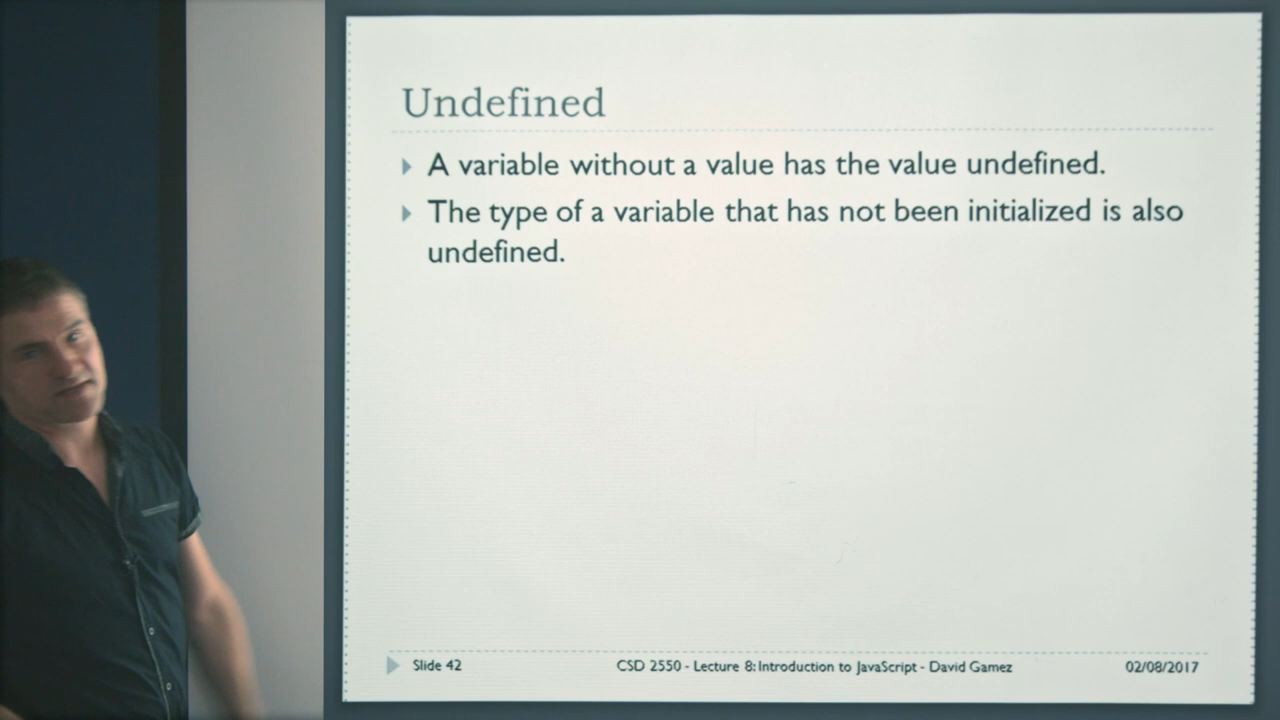 Undefined
A variable without a value has the value undefined.
The type of a variable that has not been initialized is also
undefined.
Slide 42
CSD 2550 - Lecture 8: Introduction to JavaScript - David Gamez
02/08/2017